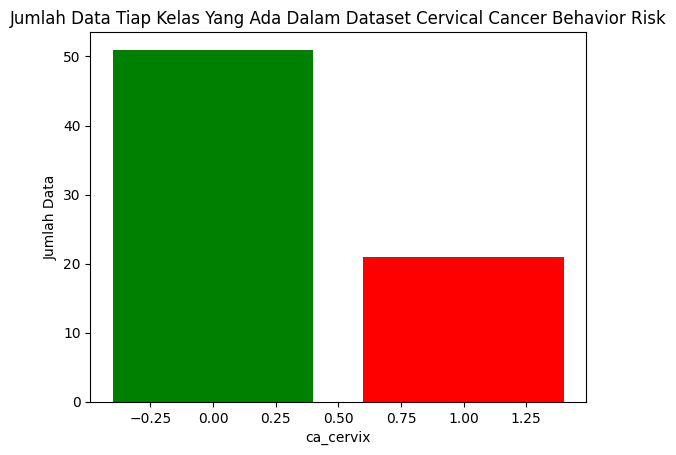 Jumlah Data Tiap Kelas Yang Ada Dalam Dataset Cervical Cancer Behavior Risk
50
40
30
20
10
0
Jumlah Data
−0.25 0.00 0.25 0.50 0.75 1.00 1.25
ca_cervix